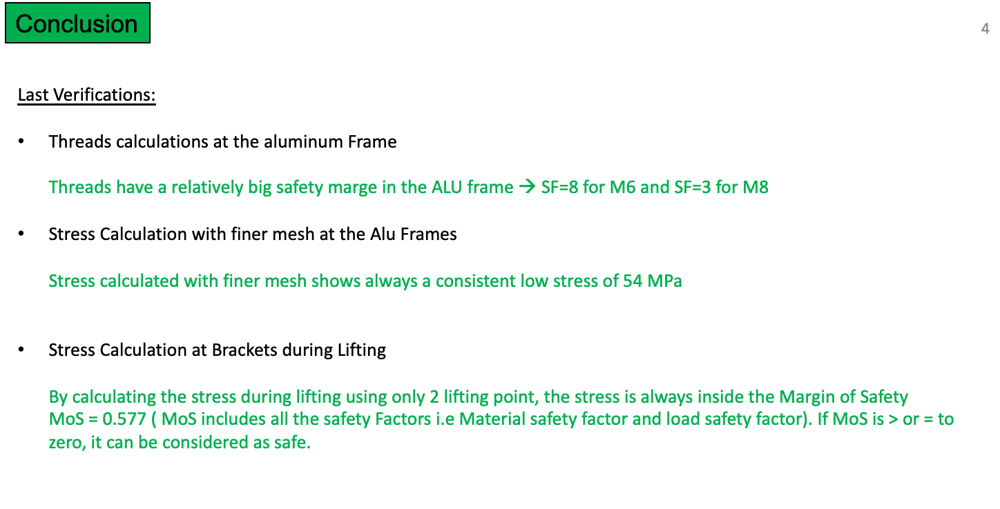 Conclusion
4
Last Verifications:
• Threads calculations at the aluminum Frame
Threads have a relatively big safety marge in the ALU frame → SF=8 for M6 and SF=3 for M8
• Stress Calculation with finer mesh at the Alu Frames
Stress calculated with finer mesh shows always a consistent low stress of 54 MPa
• Stress Calculation at Brackets during Lifting
By calculating the stress during lifting using only 2 lifting point, the stress is always inside the Margin of Safety
MoS = 0.577 ( MoS includes all the safety Factors i.e Material safety factor and load safety factor). If MoS is > or = to
zero, it can be considered as safe.